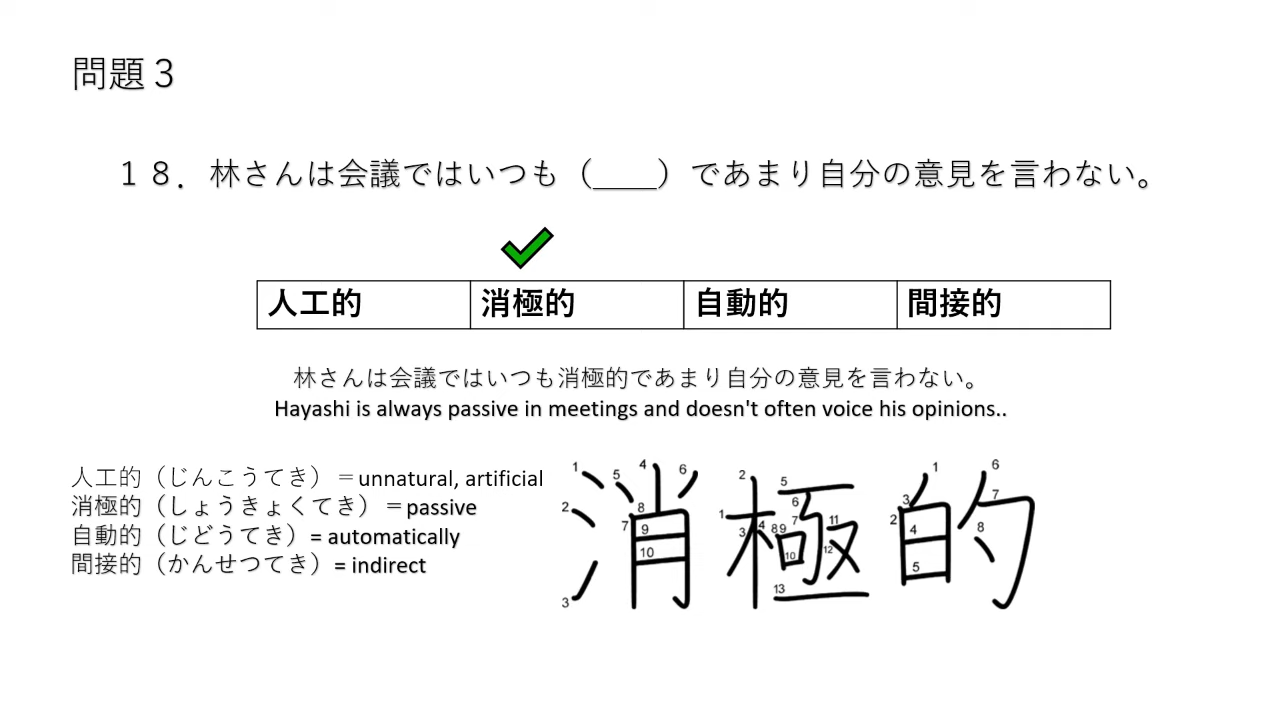 問題３
１８．林さんは会議ではいつも（＿＿）であまり自分の意見を言わない。
人工的 消極的 自動的 間接的
林さんは会議ではいつも消極的であまり自分の意見を言わない。
Hayashi is always passive in meetings and doesn't often voice his opinions..
人工的（じんこうてき）＝unnatural, artificial
消極的（しょうきょくてき）＝passive
自動的（じどうてき）= automatically
間接的（かんせつてき）= indirect
消極的